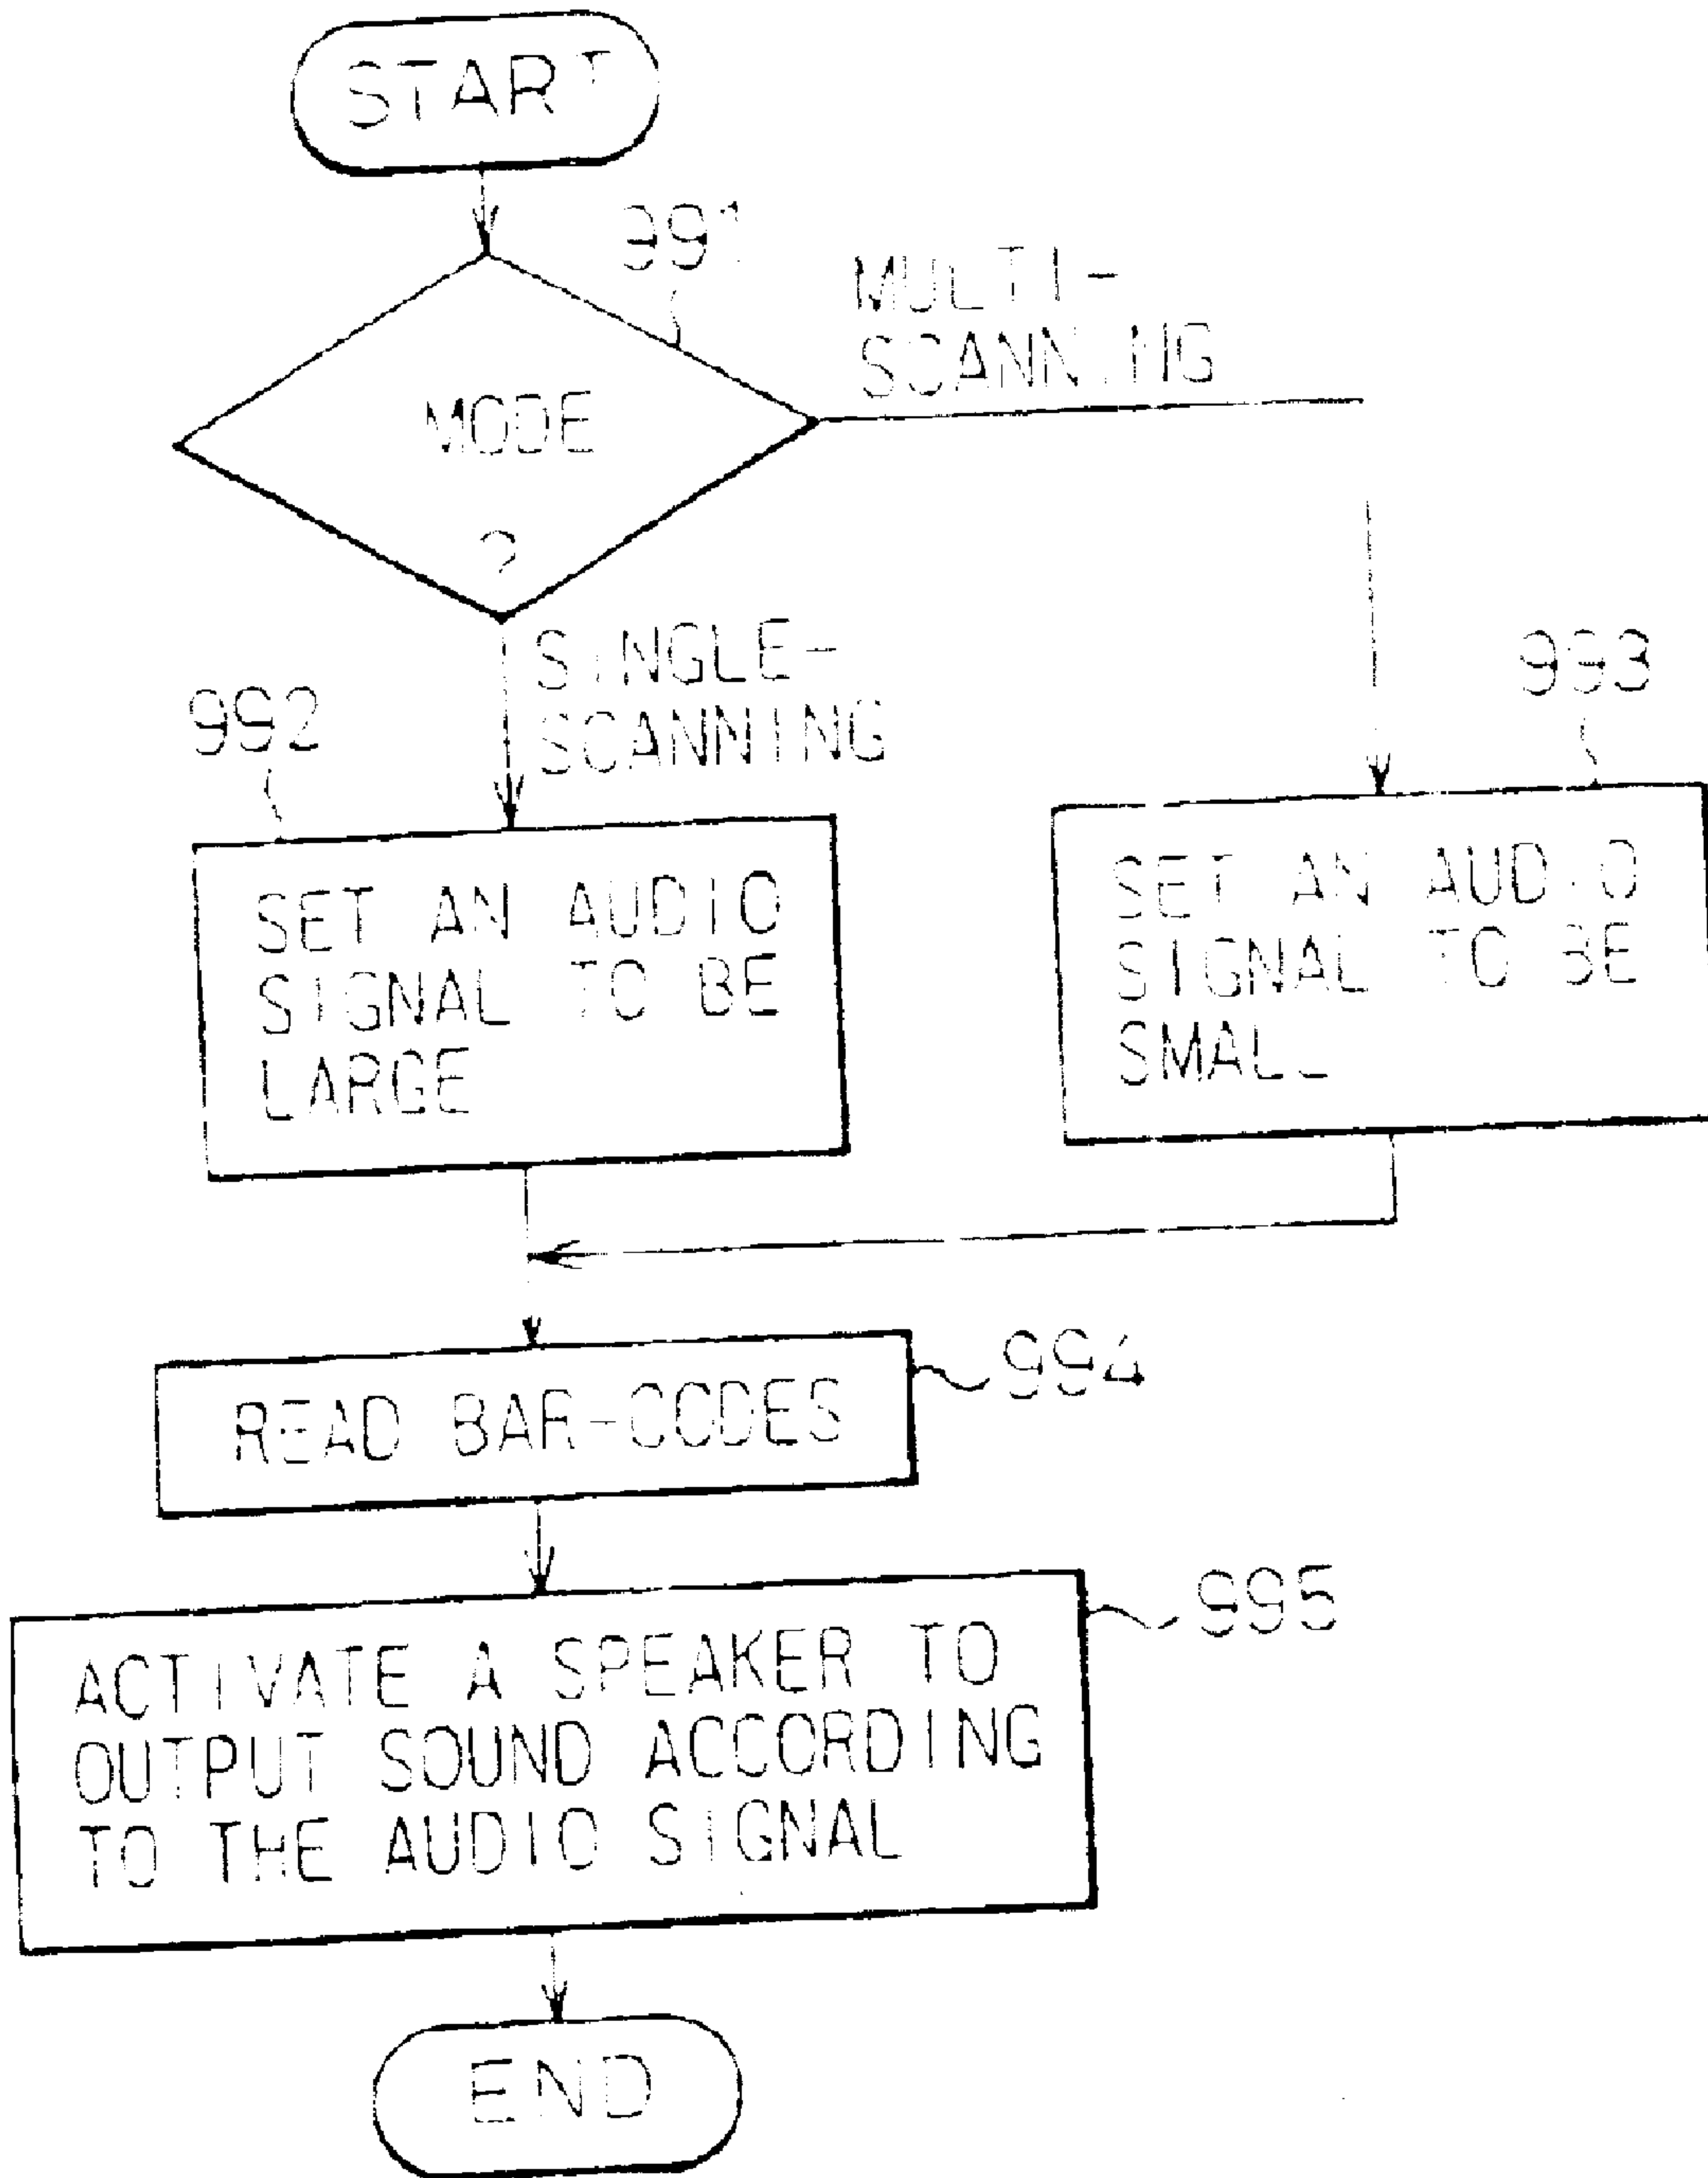 START
991
MULTI-
SCANNING
MODE
?
SINGLE-
SCANNING
992
993
SET AN AUDIO
SIGNAL TO BE
LARGE
SET AN AUDIO
SIGNAL TO BE
SMALL
READ BAR-CODES
994
ACTIVATE A SPEAKER TO
OUTPUT SOUND ACCORDING
TO THE AUDIO SIGNAL
995
END